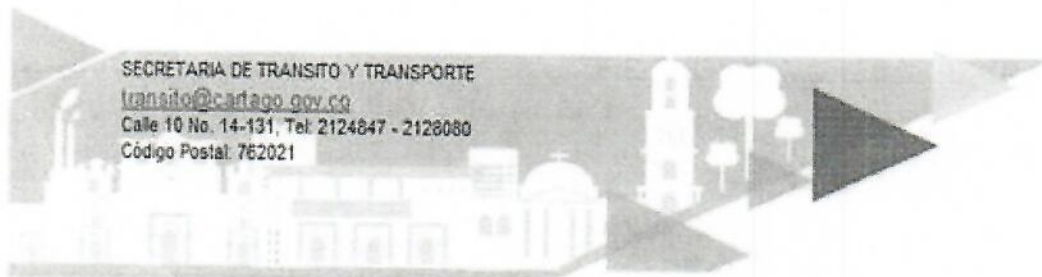 SECRETARIA DE TRANSITO Y TRANSPORTE
transito@cartago.gov.co
Calle 10 No. 14-131, Tel: 2124847 - 2128080
Código Postal: 762021